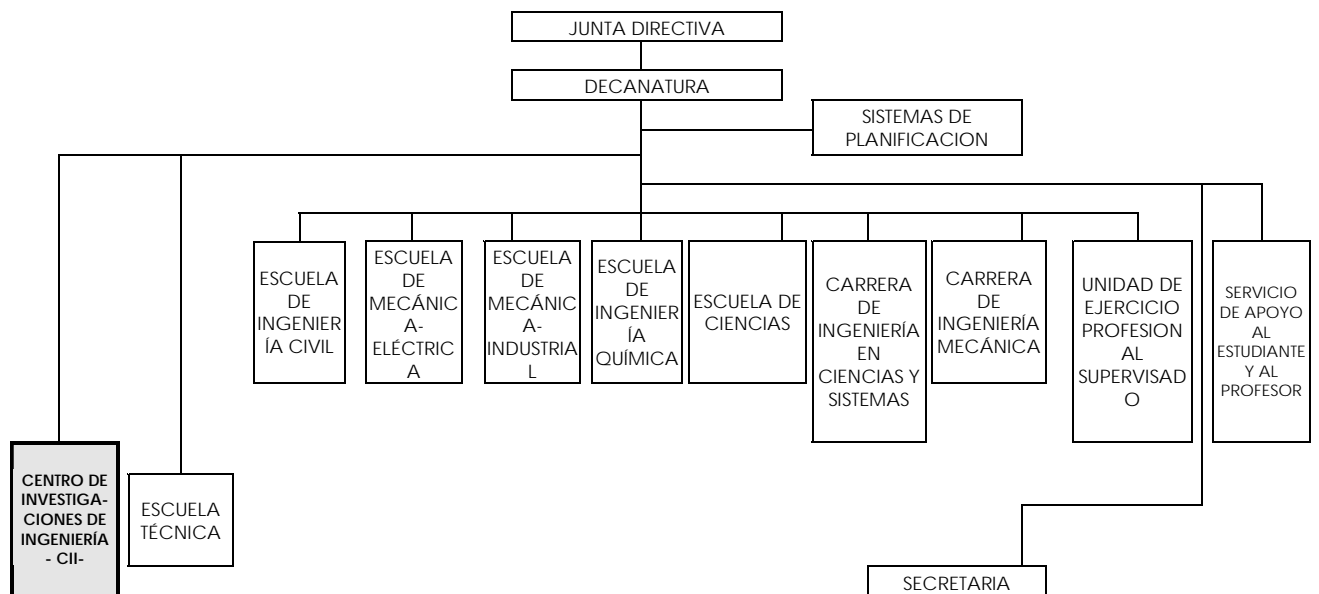 JUNTA DIRECTIVA
DECANATURA
SISTEMAS DE
PLANIFICACION
ESCUELA
DE
INGENIER
ÍA CIVIL
ESCUELA
DE
MECÁNIC
A-
ELÉCTRIC
A
ESCUELA
DE
MECÁNIC
A-
INDUSTRIA
L
ESCUELA
DE
INGENIER
ÍA
QUÍMICA
ESCUELA DE
CIENCIAS
CARRERA
DE
INGENIERÍA
EN
CIENCIAS Y
SISTEMAS
CARRERA
DE
INGENIERÍA
MECÁNICA
UNIDAD DE
EJERCICIO
PROFESION
AL
SUPERVISAD
O
SERVICIO
DE APOYO
AL
ESTUDIANTE
Y AL
PROFESOR
CENTRO DE
INVESTIGA-
CIONES DE
INGENIERÍA
- CII-
ESCUELA
TÉCNICA
SECRETARIA